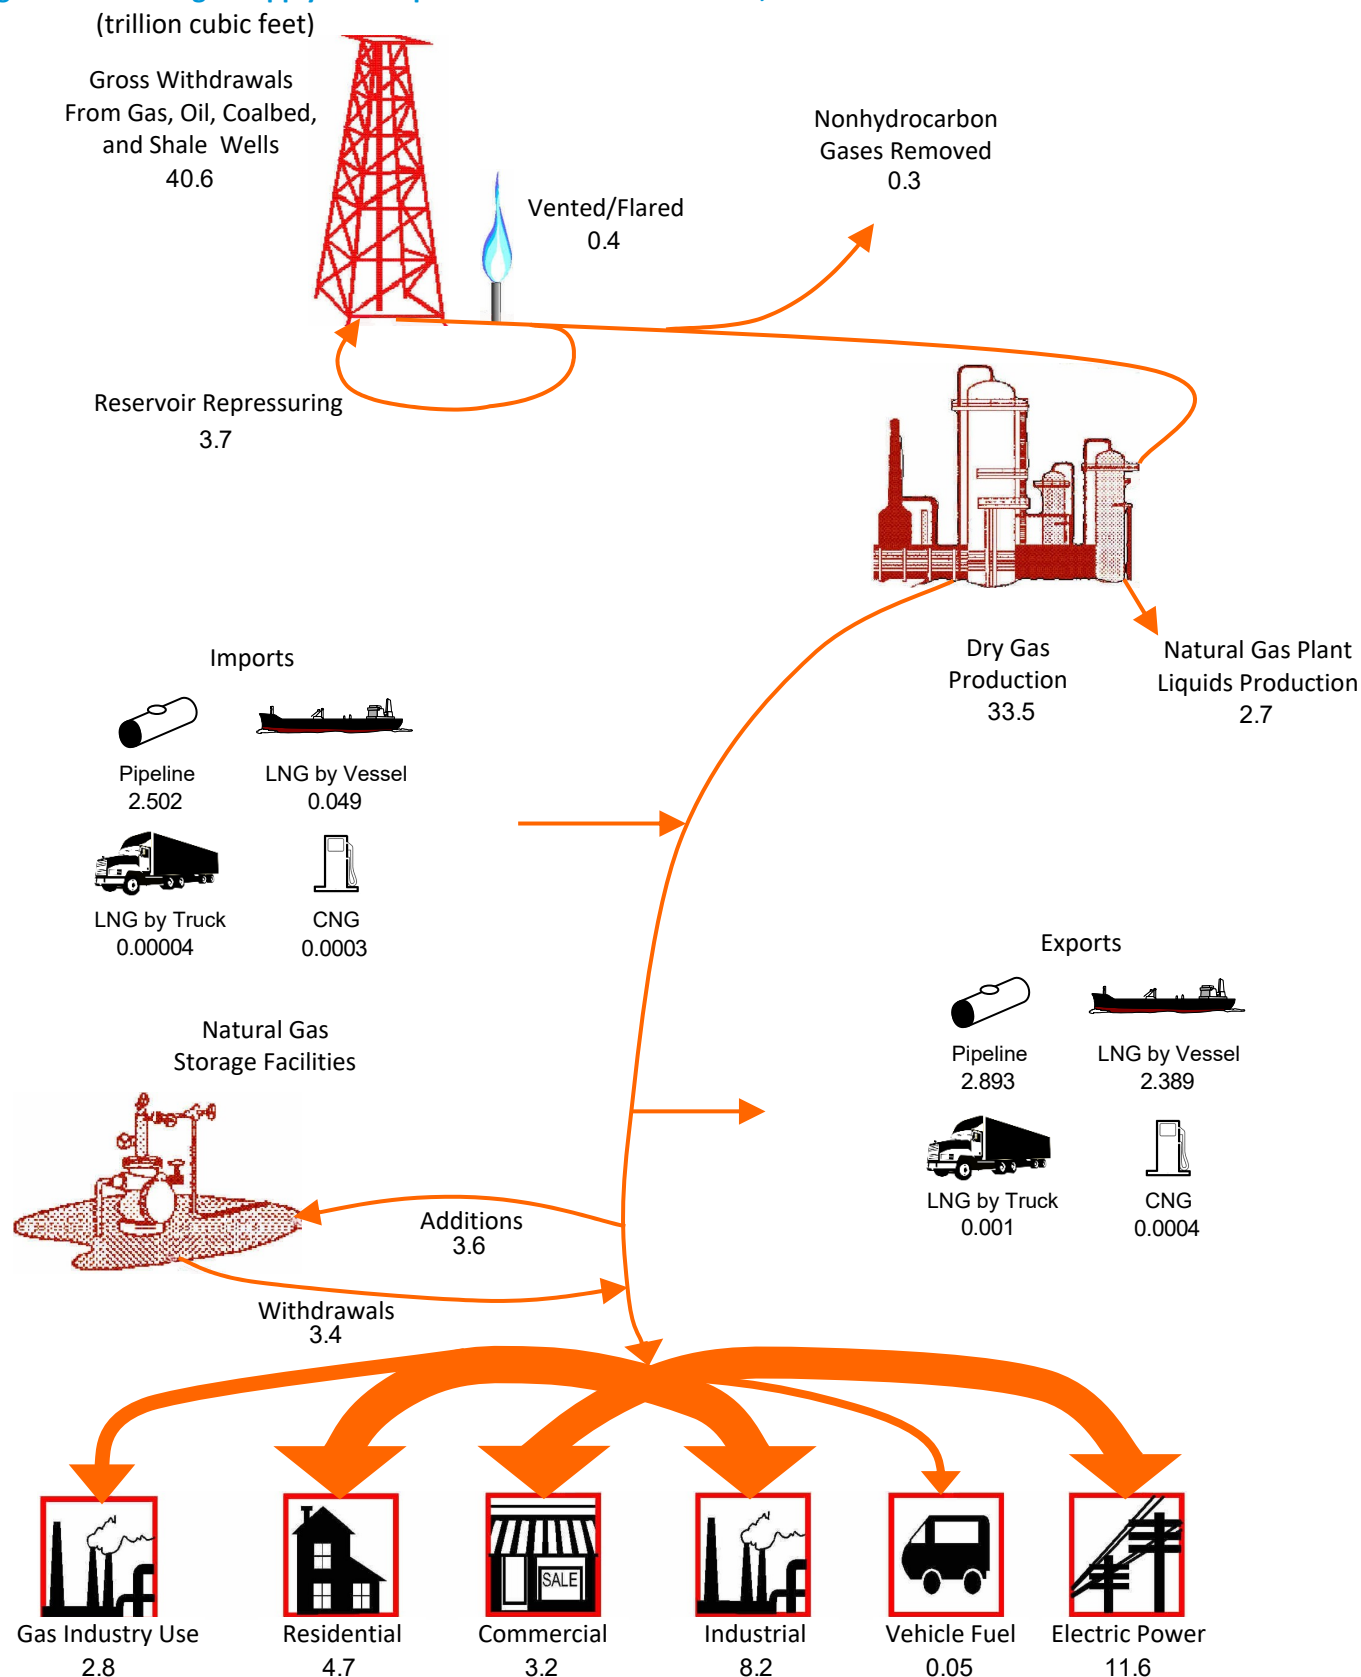 (trillion cubic feet)
Gross Withdrawals
From Gas, Oil, Coalbed,
and Shale Wells
40.6
Nonhydrocarbon
Gases Removed
0.3
Vented/Flared
0.4
Reservoir Repressuring
3.7
Dry Gas
Production
33.5
Natural Gas Plant
Liquids Production
2.7
Imports
Pipeline
2.502
LNG by Vessel
0.049
LNG by Truck
0.00004
CNG
0.0003
Exports
Pipeline
2.893
LNG by Vessel
2.389
LNG by Truck
0.001
CNG
0.0004
Natural Gas
Storage Facilities
Additions
3.6
Withdrawals
3.4
SALE
Gas Industry Use
2.8
Residential
4.7
Commercial
3.2
Industrial
8.2
Vehicle Fuel
0.05
Electric Power
11.6